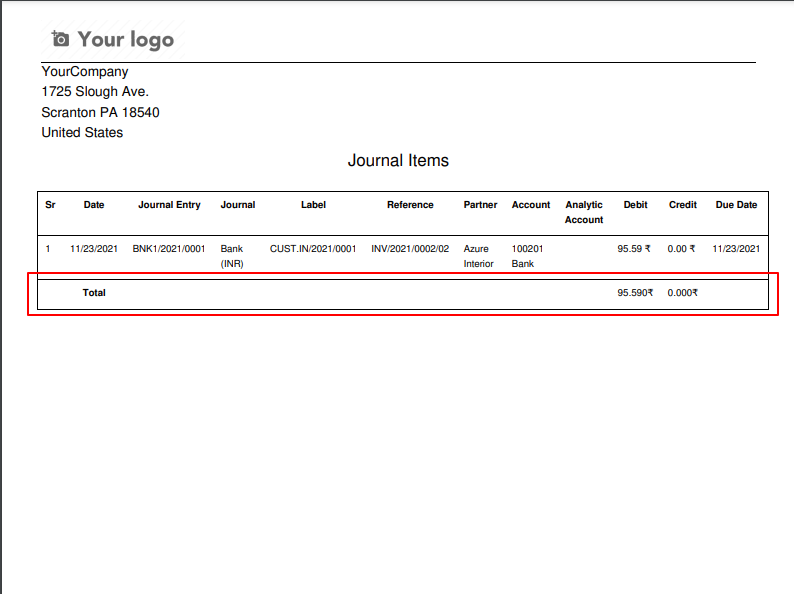 Your logo
YourCompany
1725 Slough Ave.
Scranton PA 18540
United States
Journal Items
Sr Date Journal Entry Journal Label Reference Partner Account Analytic Account Debit Credit Due Date
1 11/23/2021 BNK1/2021/0001 Bank (INR) CUST.IN/2021/0001 INV/2021/0002/02 Azure Interior 100201 Bank 95.59 ₹ 0.00 ₹ 11/23/2021
Total 95.590₹ 0.000₹